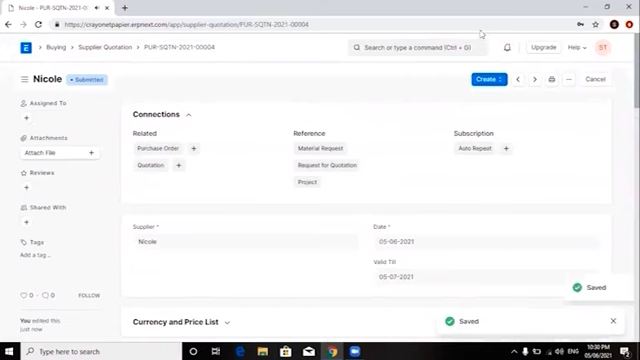 Nicole - PUR-SQTN-2021-0
https://crayonetpapier.erpnext.com/app/supplier-quotation/PUR-SQTN-2021-00004
E
Buying
Supplier Quotation
PUR-SQTN-2021-00004
Search or type a command (Ctrl + G)
Upgrade
Help
ST
Nicole
Submitted
Create
Cancel
Assigned To
Attachments
Attach File
Reviews
Shared With
Tags
Add a tag ...
0
0
FOLLOW
You edited this
just now
Connections
Related
Reference
Subscription
Purchase Order
Material Request
Auto Repeat
Quotation
Request for Quotation
Project
Supplier *
Nicole
Date *
05-06-2021
Valid Till
05-07-2021
Saved
Currency and Price List
Saved
Type here to search
10:30 PM
05/06/2021